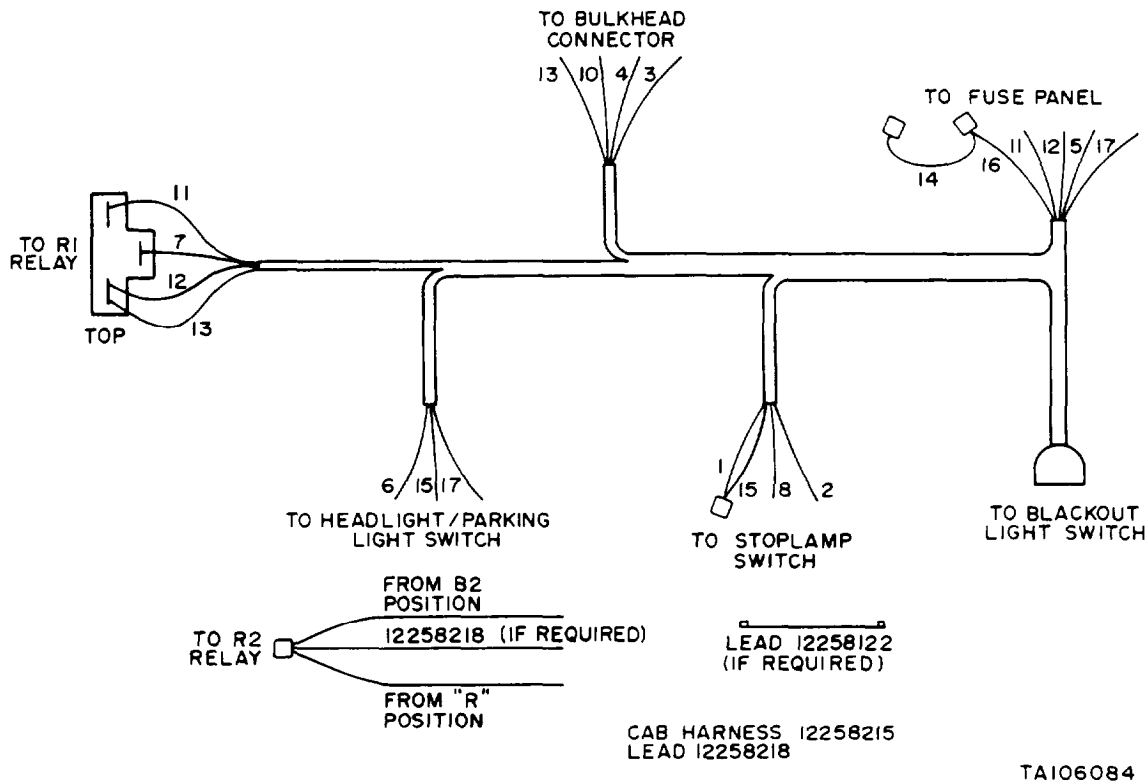 TO BULKHEAD
CONNECTOR
13 10 4 3
TO FUSE PANEL
14 16 11 12 5 17
11
7
12
13
TO R1
RELAY
TOP
6 15 17
TO HEADLIGHT/PARKING
LIGHT SWITCH
1 15 8 2
TO STOPLAMP
SWITCH
TO BLACKOUT
LIGHT SWITCH
FROM B2
POSITION
TO R2
RELAY
12258218 (IF REQUIRED)
FROM "R"
POSITION
LEAD 12258122
(IF REQUIRED)
CAB HARNESS 12258215
LEAD 12258218
TA106084